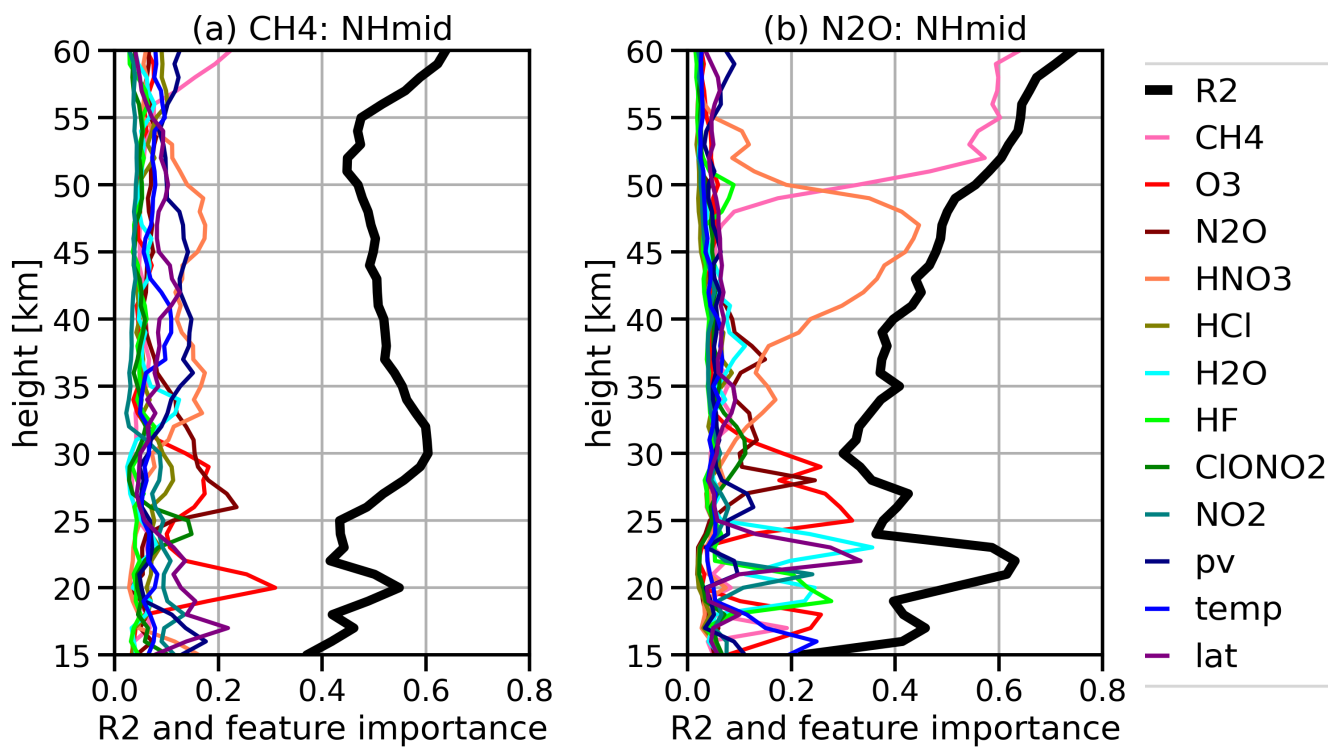 (a) CH4: NHmid
60
55
50
45
40
35
30
25
20
15
height [km]
0.0 0.2 0.4 0.6 0.8
R2 and feature importance
(b) N2O: NHmid
60
55
50
45
40
35
30
25
20
15
height [km]
0.0 0.2 0.4 0.6 0.8
R2 and feature importance
R2
CH4
O3
N2O
HNO3
HCl
H2O
HF
ClONO2
NO2
pv
temp
lat